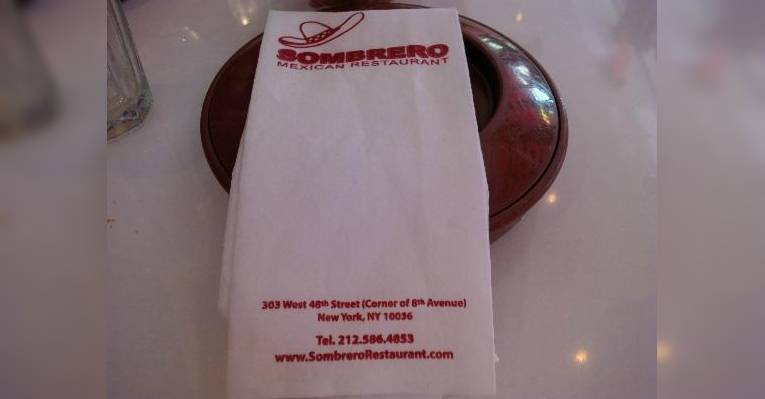 SOMBRERO
MEXICAN RESTAURANT
303 West 48th Street (Corner of 8th Avenue)
New York, NY 10036
Tel. 212.586.4853
www.SombreroRestaurant.com